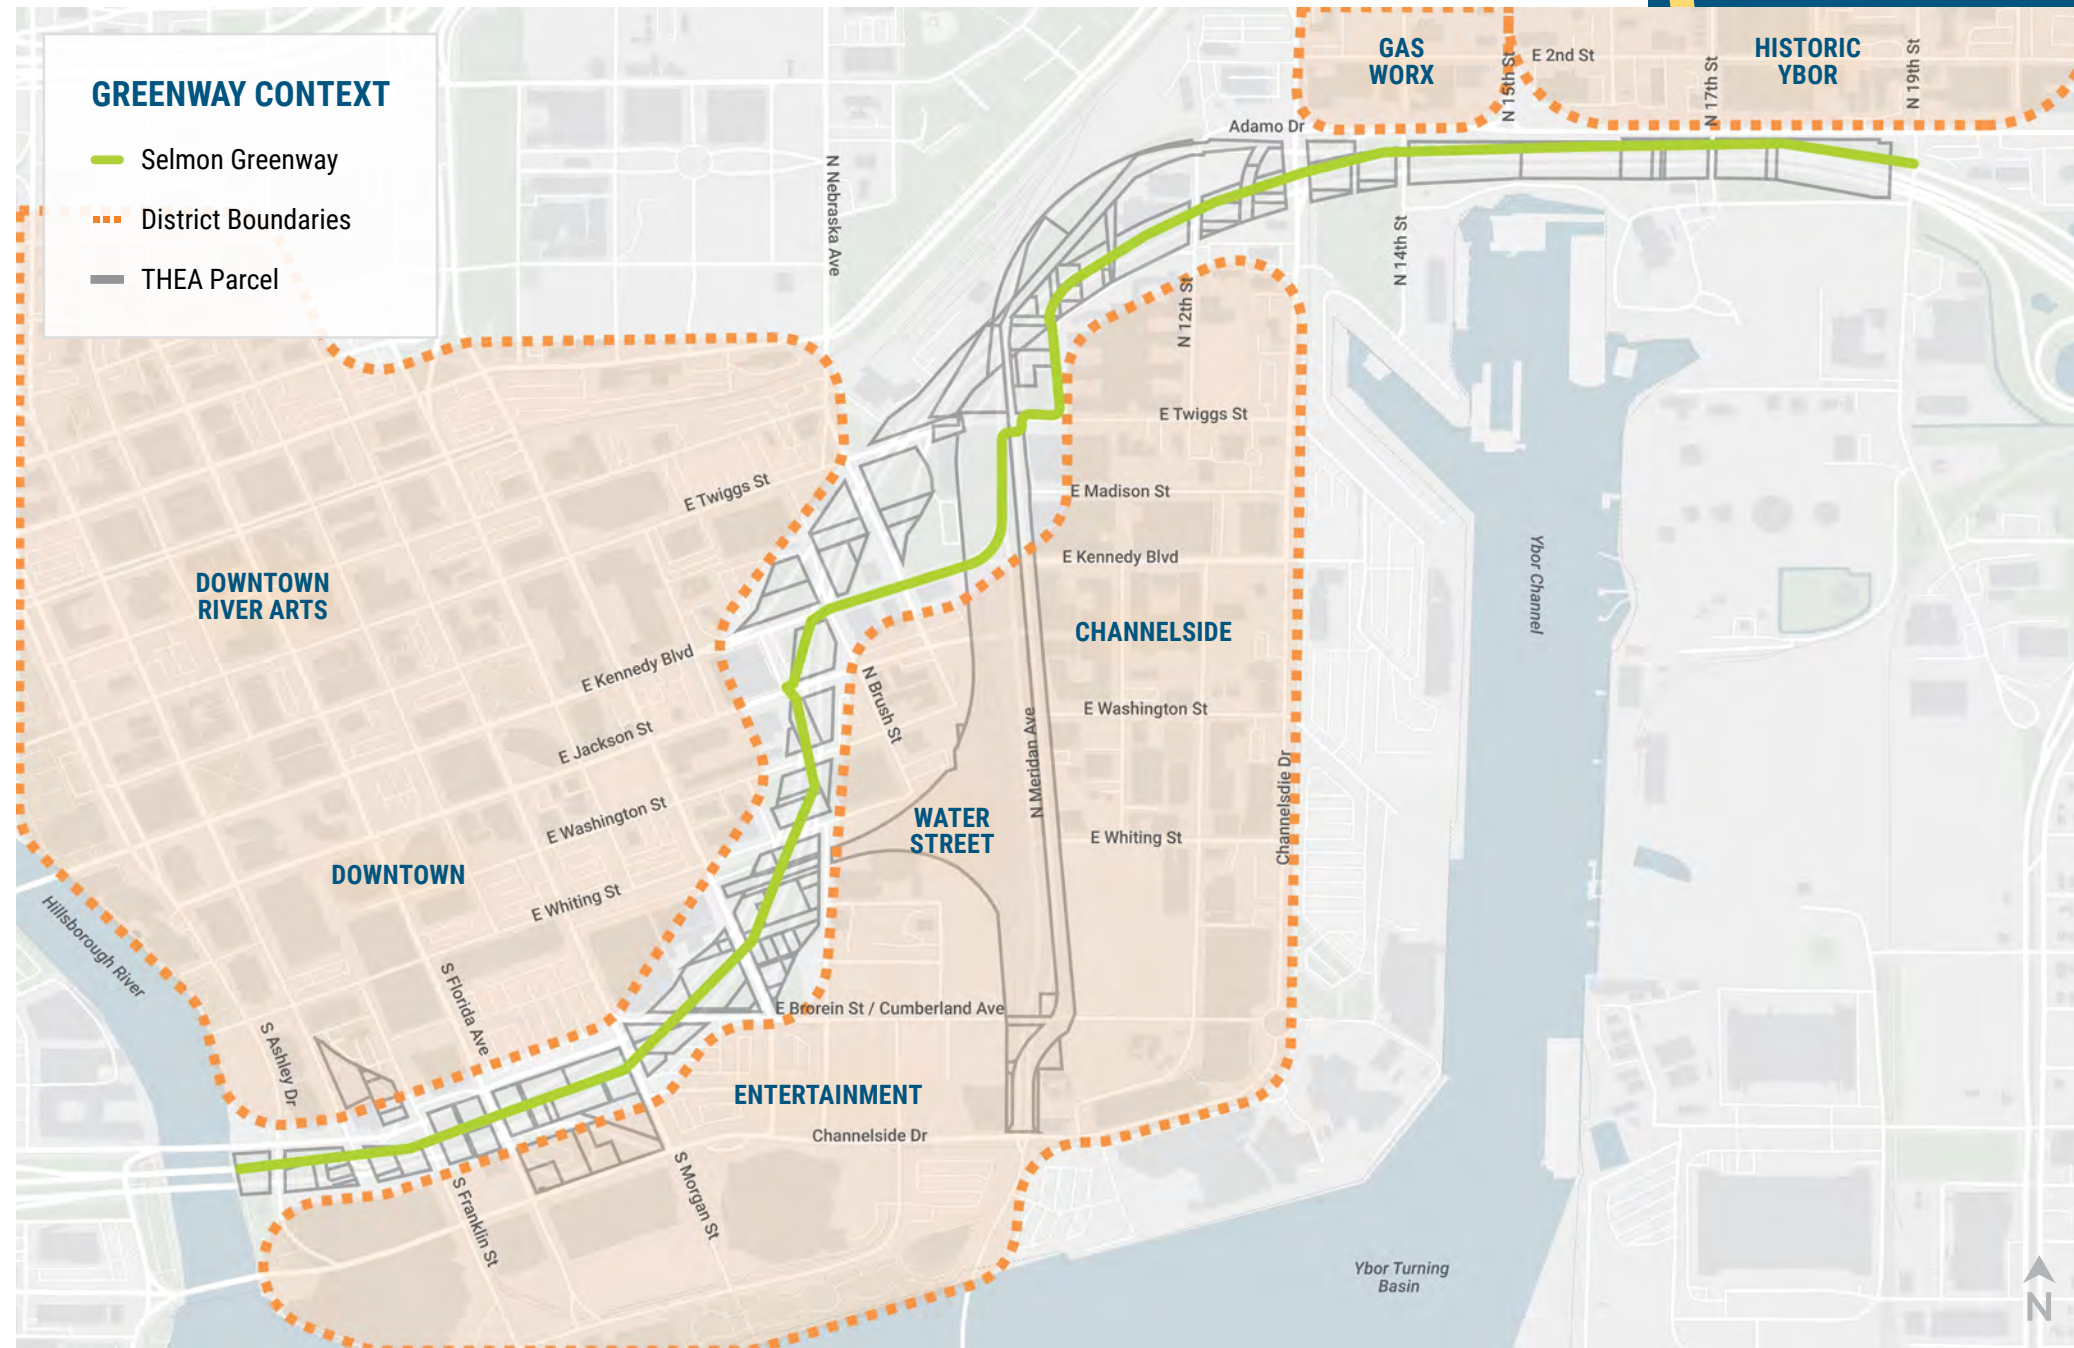 GREENWAY CONTEXT
Selmon Greenway
District Boundaries
THEA Parcel
GAS
WORX
HISTORIC
YBOR
E 2nd St
N 15th St
N 17th St
N 19th St
Adamo Dr
N Nebraska Ave
N 14th St
N 12th St
E Twiggs St
E Twiggs St
E Madison St
E Kennedy Blvd
DOWNTOWN
RIVER ARTS
CHANNELSIDE
Ybor Channel
E Kennedy Blvd
N Brush St
E Jackson St
E Washington St
N Meridan Ave
Channelsdie Dr
WATER
STREET
E Washington St
E Whiting St
DOWNTOWN
E Whiting St
Hillsborough River
S Florida Ave
S Ashley Dr
E Brorein St / Cumberland Ave
ENTERTAINMENT
Channelside Dr
S Franklin St
S Morgan St
Ybor Turning
Basin
N